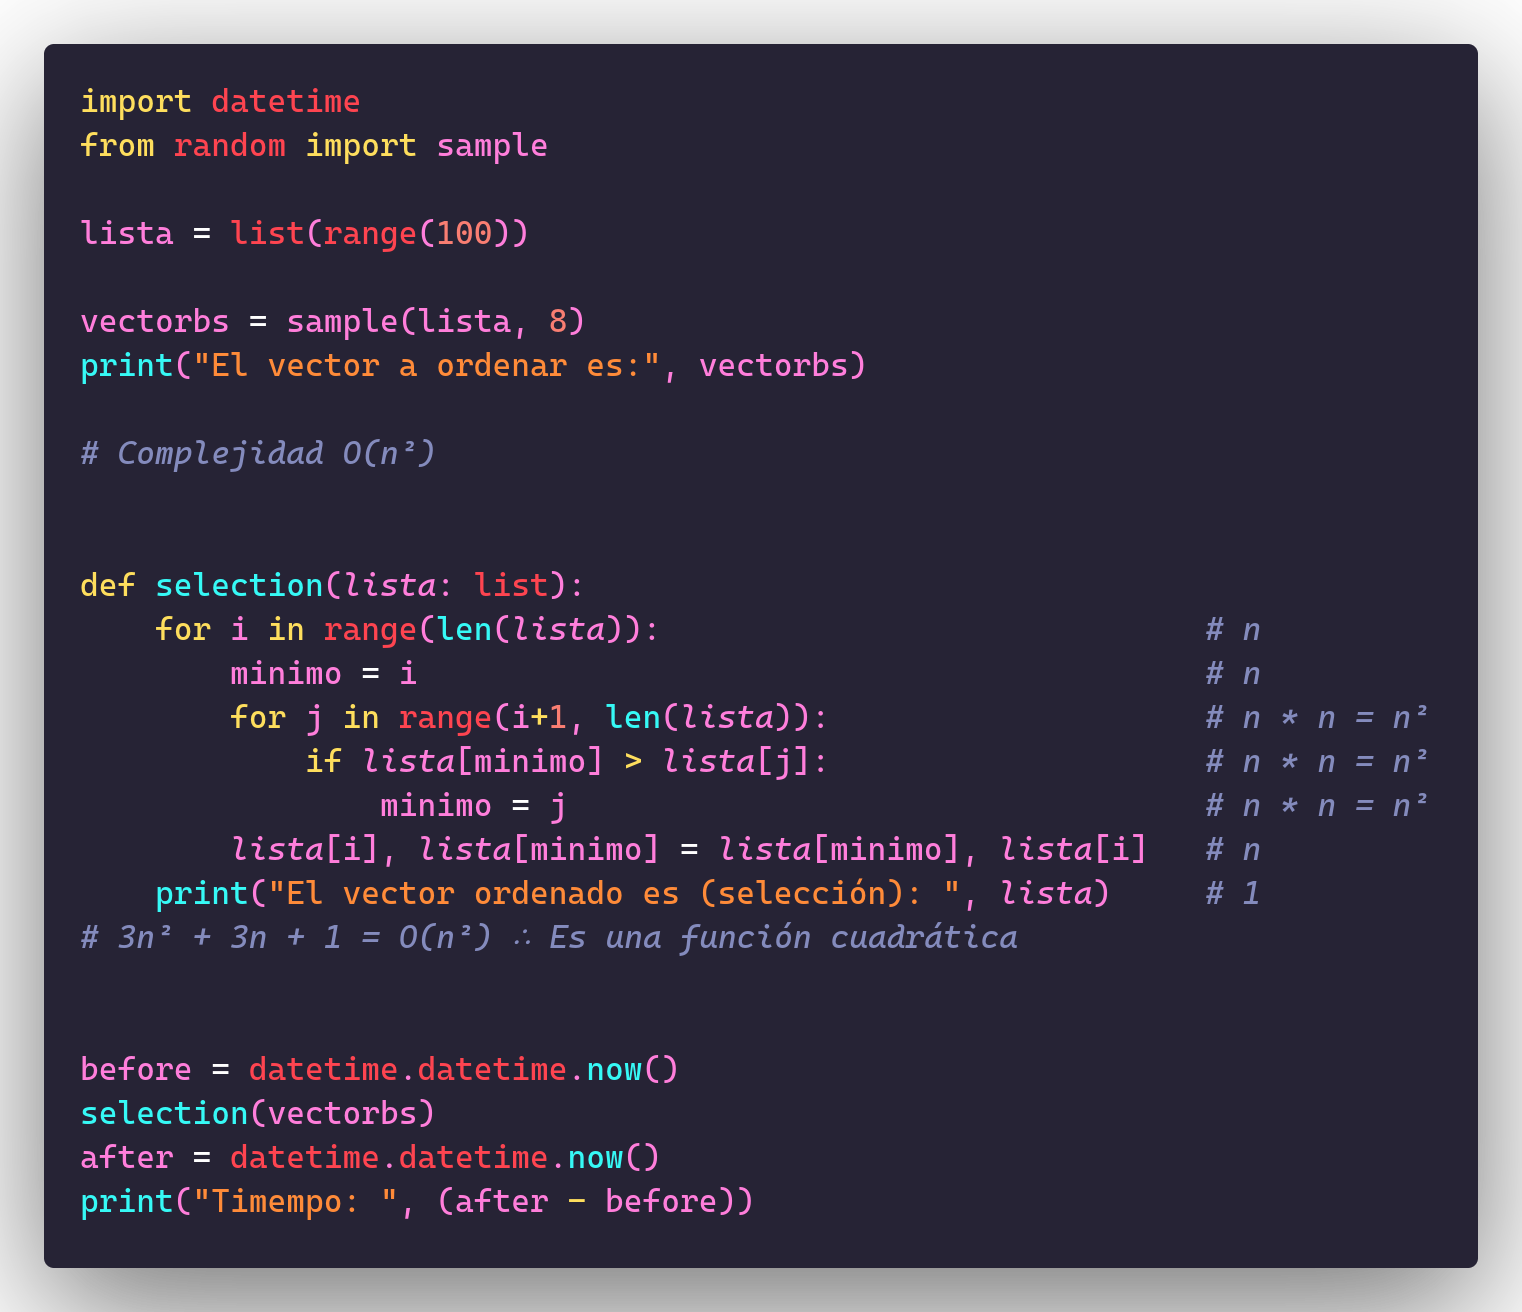 import datetime
from random import sample
lista = list(range(100))
vectorbs = sample(lista, 8)
print("El vector a ordenar es:", vectorbs)
# Complejidad O(n²)
def selection(lista: list):
    for i in range(len(lista)):                             # n
        minimo = i                                          # n
        for j in range(i+1, len(lista)):                    # n * n = n²
            if lista[minimo] > lista[j]:                    # n * n = n²
                minimo = j                                  # n * n = n²
        lista[i], lista[minimo] = lista[minimo], lista[i]   # n
    print("El vector ordenado es (selección): ", lista)     # 1
# 3n² + 3n + 1 = O(n²) ∴ Es una función cuadrática
before = datetime.datetime.now()
selection(vectorbs)
after = datetime.datetime.now()
print("Timempo: ", (after - before))